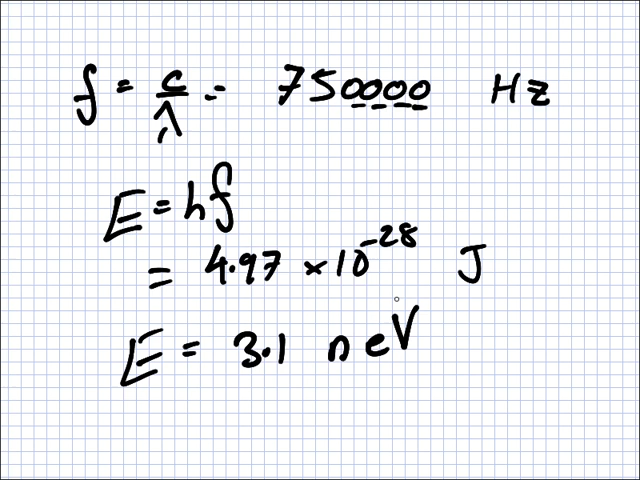 f = c/λ = 750000 Hz
E = hf
= 4.97 × 10^-28 J
E = 3.1 neV